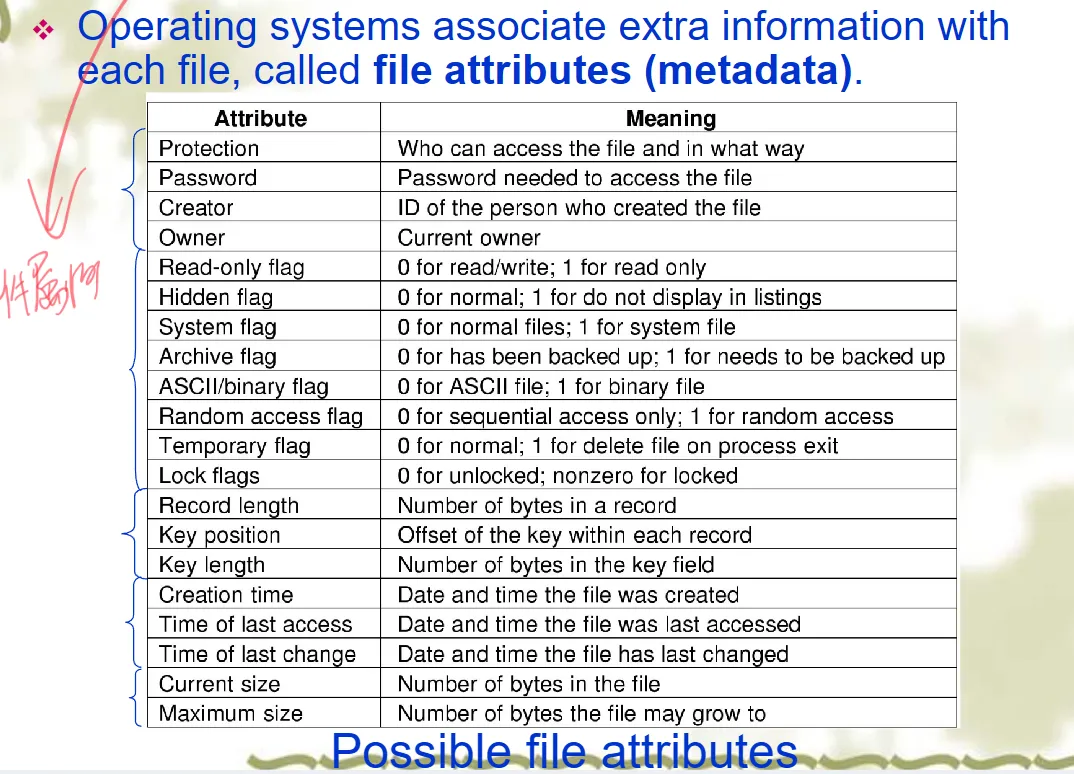 Operating systems associate extra information with
each file, called file attributes (metadata).
Attribute Meaning
Protection Who can access the file and in what way
Password Password needed to access the file
Creator ID of the person who created the file
Owner Current owner
Read-only flag 0 for read/write; 1 for read only
Hidden flag 0 for normal; 1 for do not display in listings
System flag 0 for normal files; 1 for system file
Archive flag 0 for has been backed up; 1 for needs to be backed up
ASCII/binary flag 0 for ASCII file; 1 for binary file
Random access flag 0 for sequential access only; 1 for random access
Temporary flag 0 for normal; 1 for delete file on process exit
Lock flags 0 for unlocked; nonzero for locked
Record length Number of bytes in a record
Key position Offset of the key within each record
Key length Number of bytes in the key field
Creation time Date and time the file was created
Time of last access Date and time the file was last accessed
Time of last change Date and time the file has last changed
Current size Number of bytes in the file
Maximum size Number of bytes the file may grow to
Possible file attributes